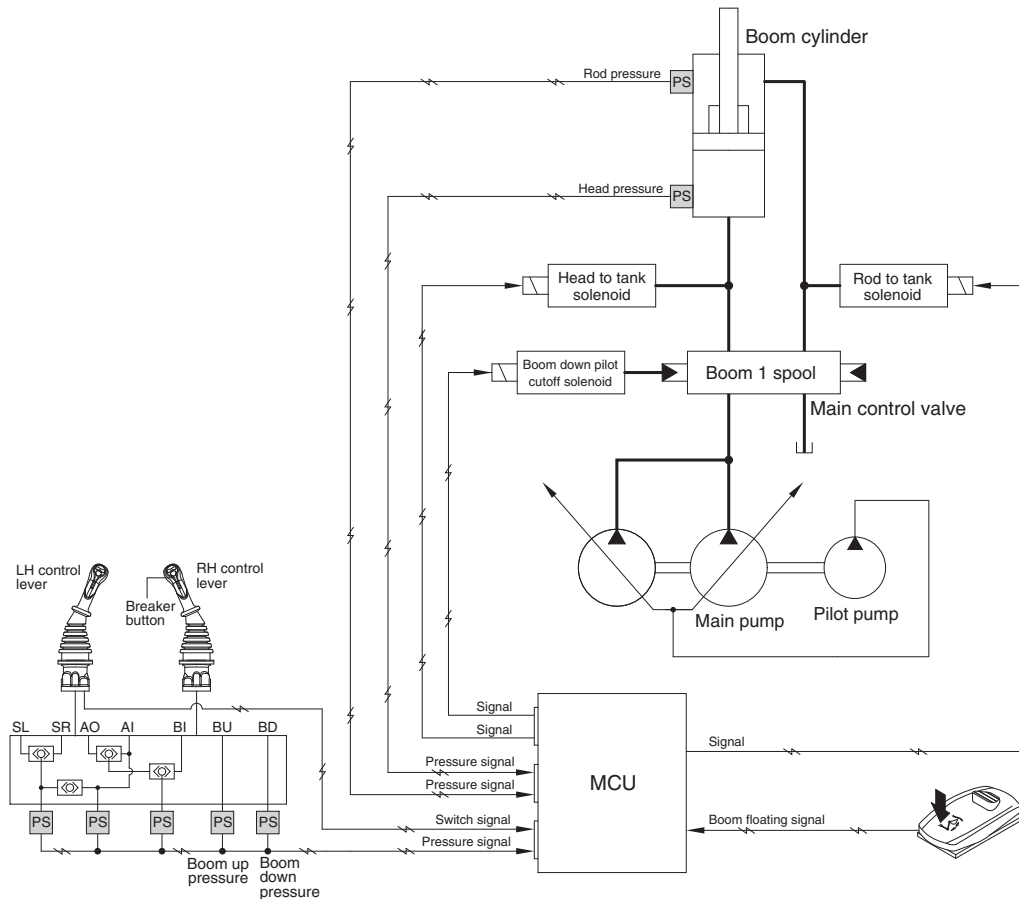 Boom cylinder
Rod pressure
PS
Head pressure
PS
Head to tank
solenoid
Rod to tank
solenoid
Boom down pilot
cutoff solenoid
Boom 1 spool
Main control valve
LH control
lever
RH control
lever
Breaker
button
Main pump
Pilot pump
SL
SR
AO
AI
BI
BU
BD
Signal
Signal
Signal
Pressure signal
Pressure signal
MCU
PS
PS
PS
PS
PS
Switch signal
Boom floating signal
Pressure signal
Boom up
pressure
Boom
down
pressure